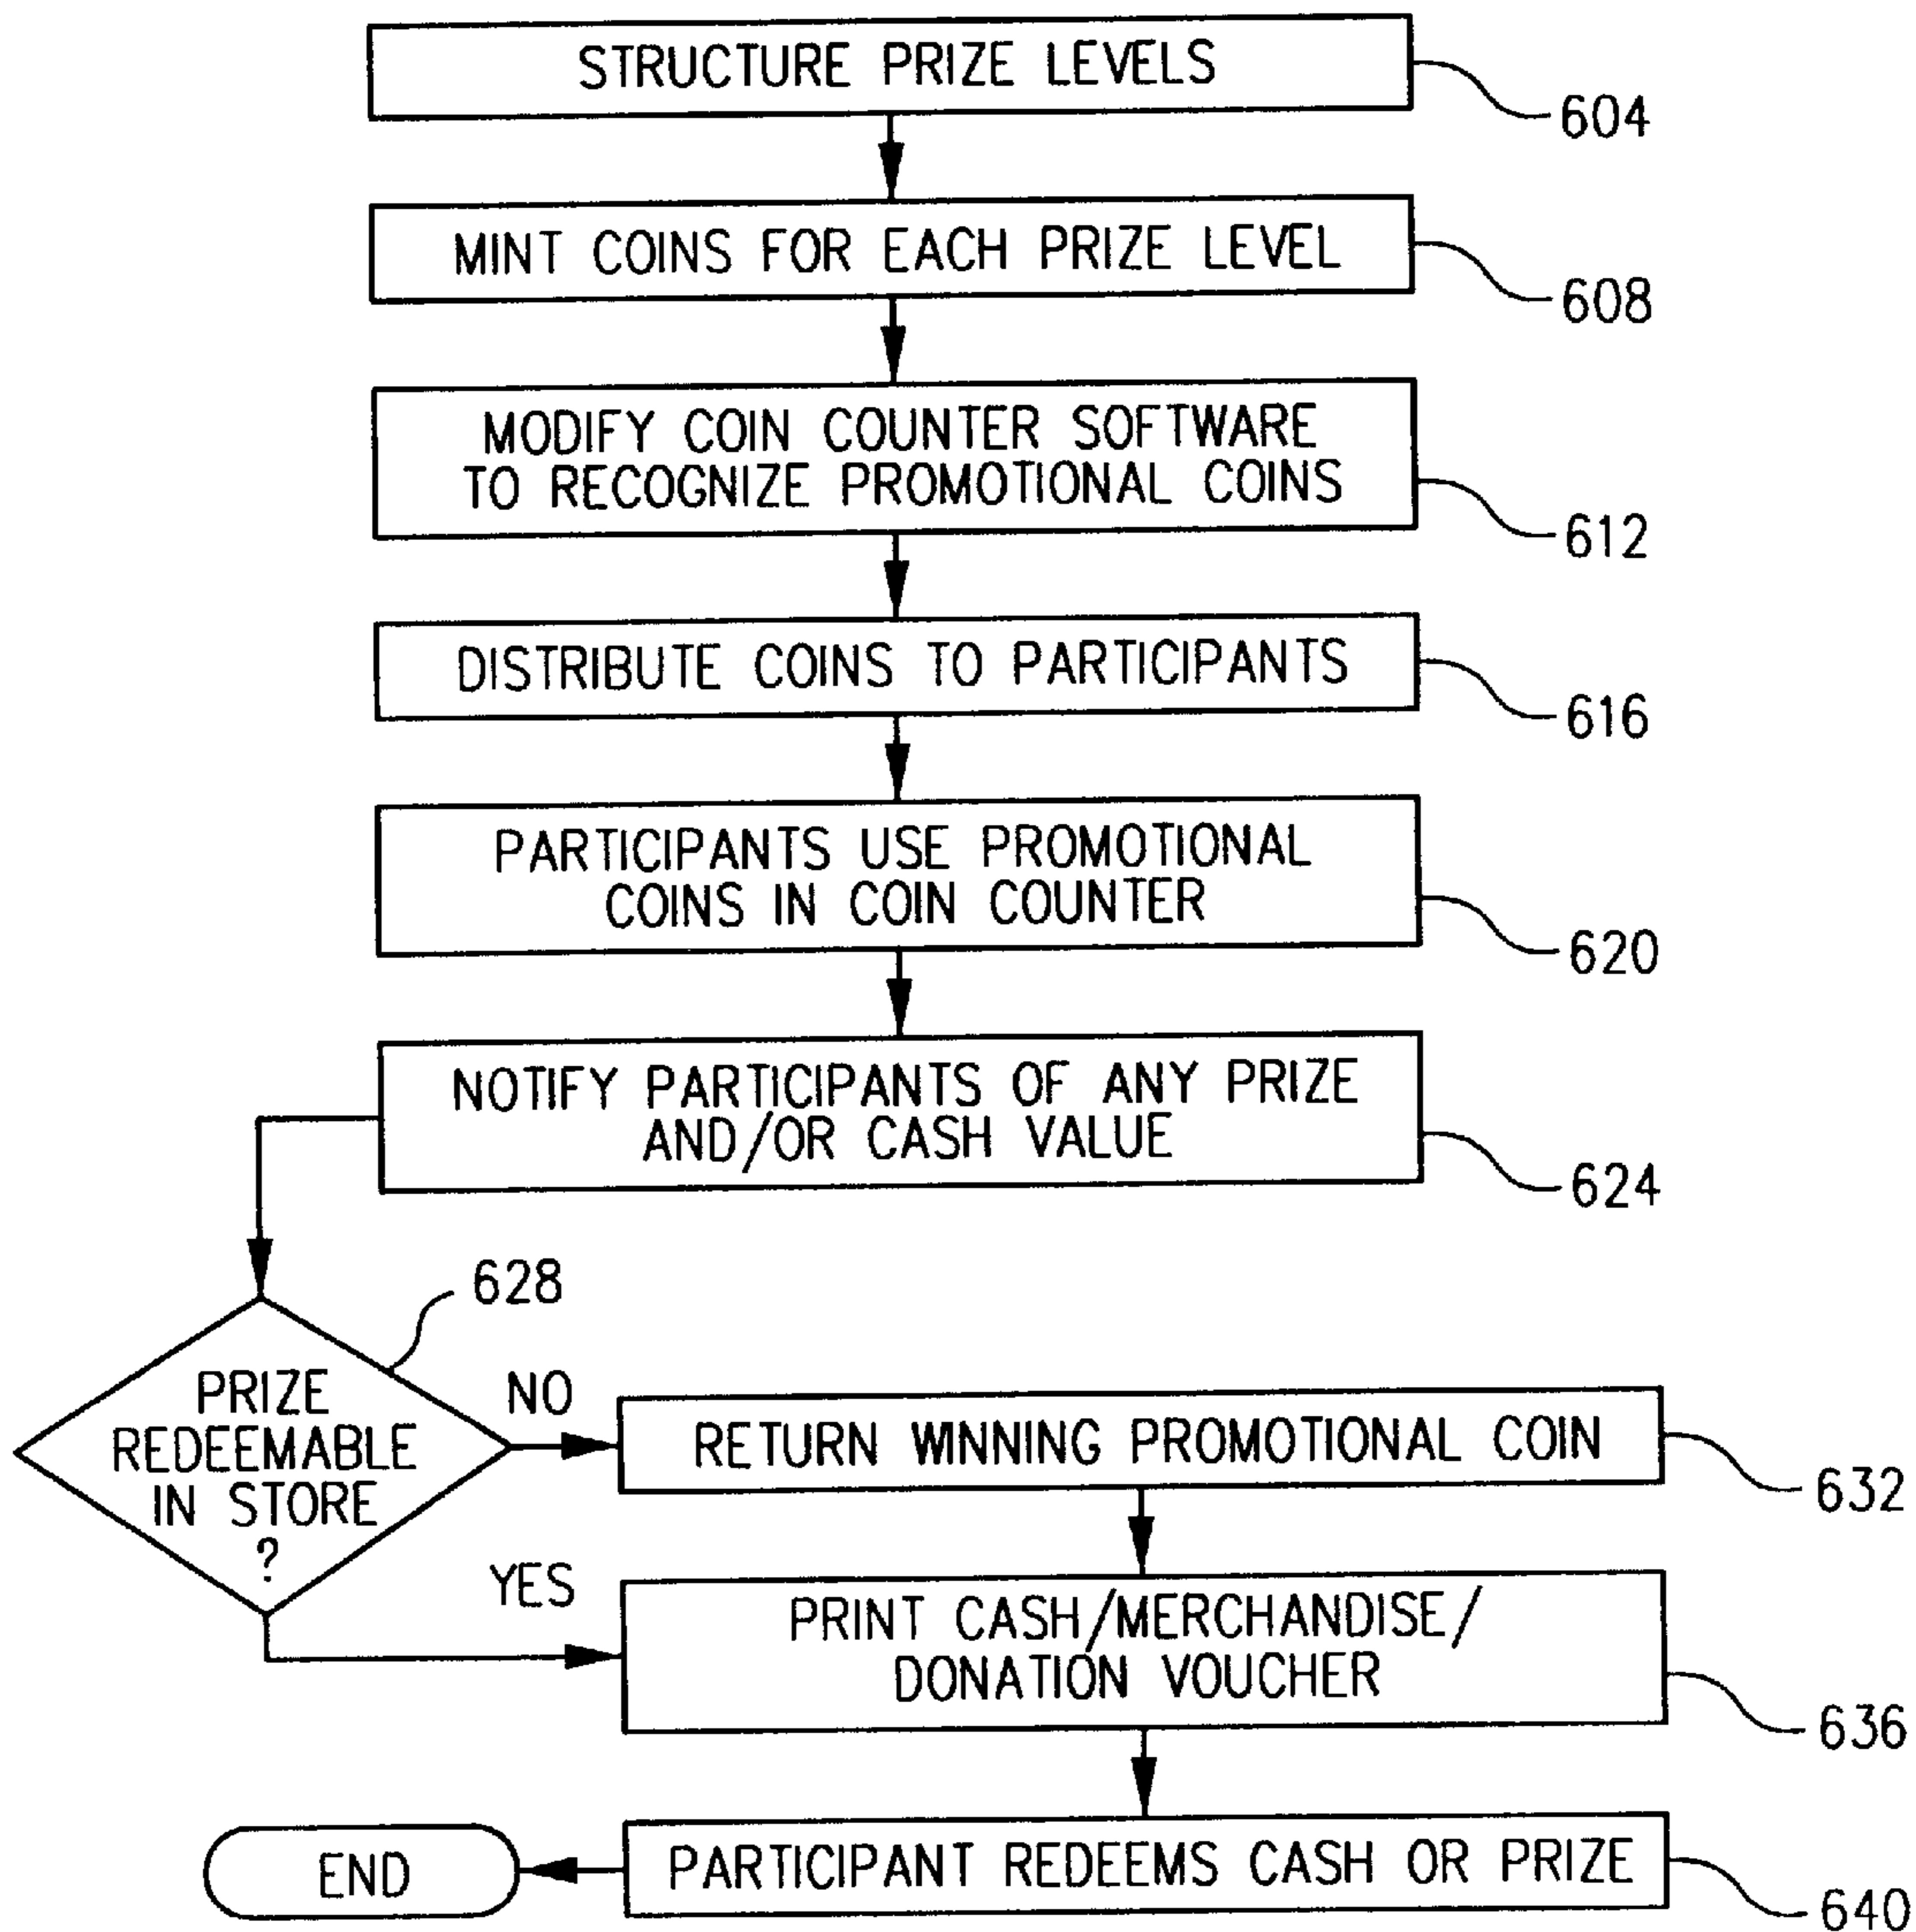 STRUCTURE PRIZE LEVELS
604
MINT COINS FOR EACH PRIZE LEVEL
608
MODIFY COIN COUNTER SOFTWARE
TO RECOGNIZE PROMOTIONAL COINS
612
DISTRIBUTE COINS TO PARTICIPANTS
616
PARTICIPANTS USE PROMOTIONAL
COINS IN COIN COUNTER
620
NOTIFY PARTICIPANTS OF ANY PRIZE
AND/OR CASH VALUE
624
628
PRIZE
REDEEMABLE
IN STORE
?
NO
RETURN WINNING PROMOTIONAL COIN
632
YES
PRINT CASH/MERCHANDISE/
DONATION VOUCHER
636
PARTICIPANT REDEEMS CASH OR PRIZE
640
END